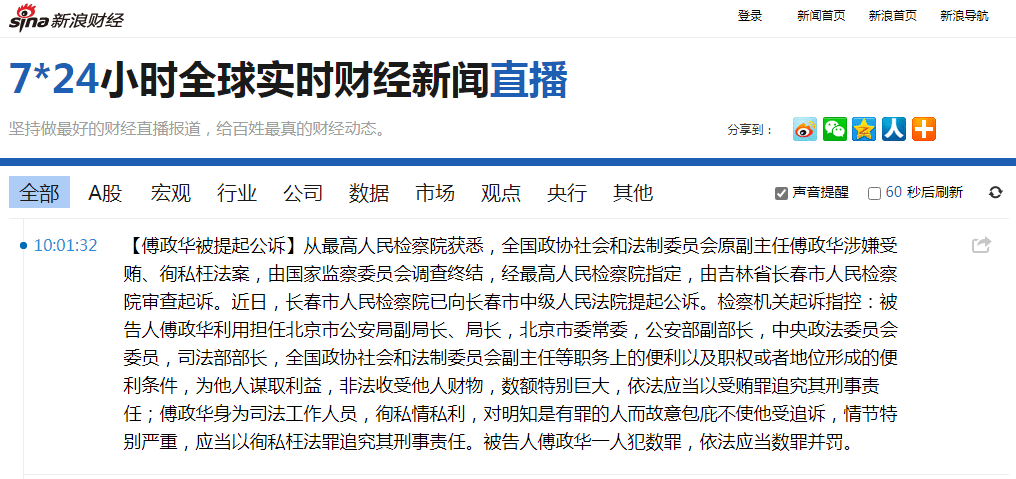 sina新浪财经
登录 新闻首页 新浪首页 新浪导航
7*24小时全球实时财经新闻直播
坚持做最好的财经直播报道，给百姓最真的财经动态。
分享到：
全部 A股 宏观 行业 公司 数据 市场 观点 央行 其他
声音提醒 60 秒后刷新
10:01:32
【傅政华被提起公诉】从最高人民检察院获悉，全国政协社会和法制委员会原副主任傅政华涉嫌受
贿、徇私枉法案，由国家监察委员会调查终结，经最高人民检察院指定，由吉林省长春市人民检察
院审查起诉。近日，长春市人民检察院已向长春市中级人民法院提起公诉。检察机关起诉指控：被
告人傅政华利用担任北京市公安局副局长、局长，北京市委常委，公安部副部长，中央政法委员会
委员，司法部部长，全国政协社会和法制委员会副主任等职务上的便利以及职权或者地位形成的便
利条件，为他人谋取利益，非法收受他人财物，数额特别巨大，依法应当以受贿罪追究其刑事责
任；傅政华身为司法工作人员，徇私情私利，对明知是有罪的人而故意包庇不使他受追诉，情节特
别严重，应当以徇私枉法罪追究其刑事责任。被告人傅政华一人犯数罪，依法应当数罪并罚。